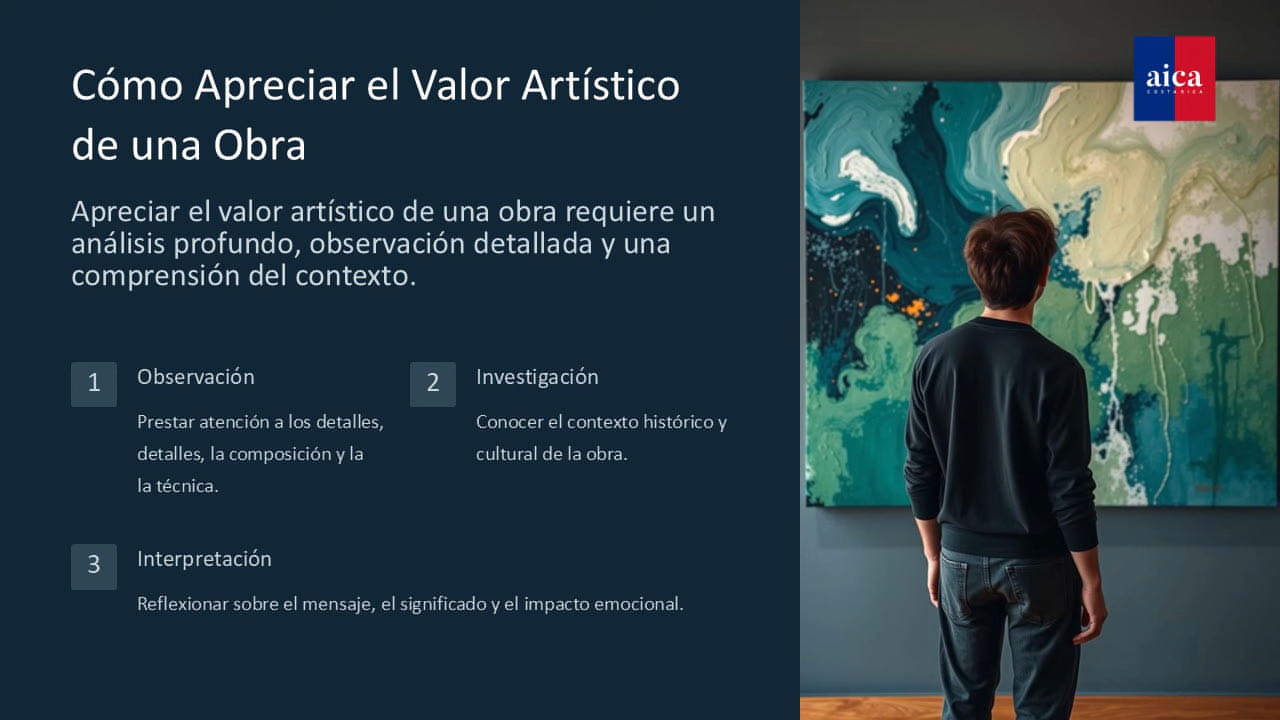 Cómo Apreciar el Valor Artístico
de una Obra
Apreciar el valor artístico de una obra requiere un
análisis profundo, observación detallada y una
comprensión del contexto.
1
Observación
Prestar atención a los detalles,
detalles, la composición y la
la técnica.
2
Investigación
Conocer el contexto histórico y
cultural de la obra.
3
Interpretación
Reflexionar sobre el mensaje, el significado y el impacto emocional.
aica
COSTA RICA